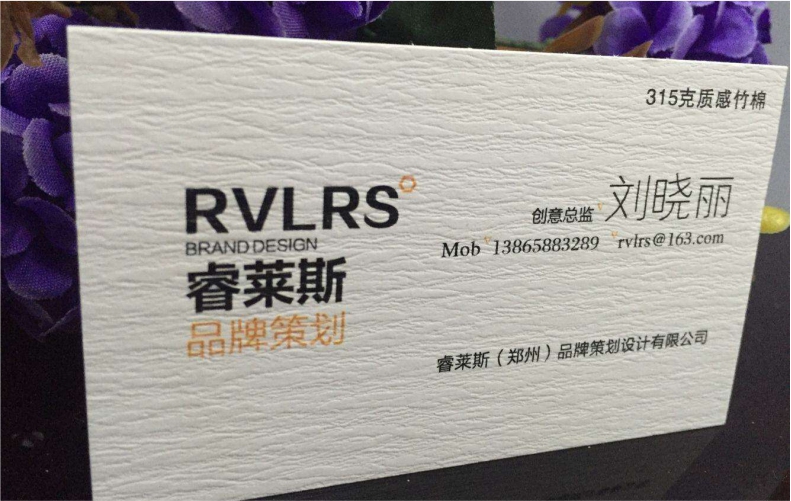 315克质感竹棉
RVLRS
BRAND DESIGN
睿莱斯
品牌策划
创意总监 刘晓丽
Mob 13865883289 rvlrs@163.com
睿莱斯（郑州）品牌策划设计有限公司